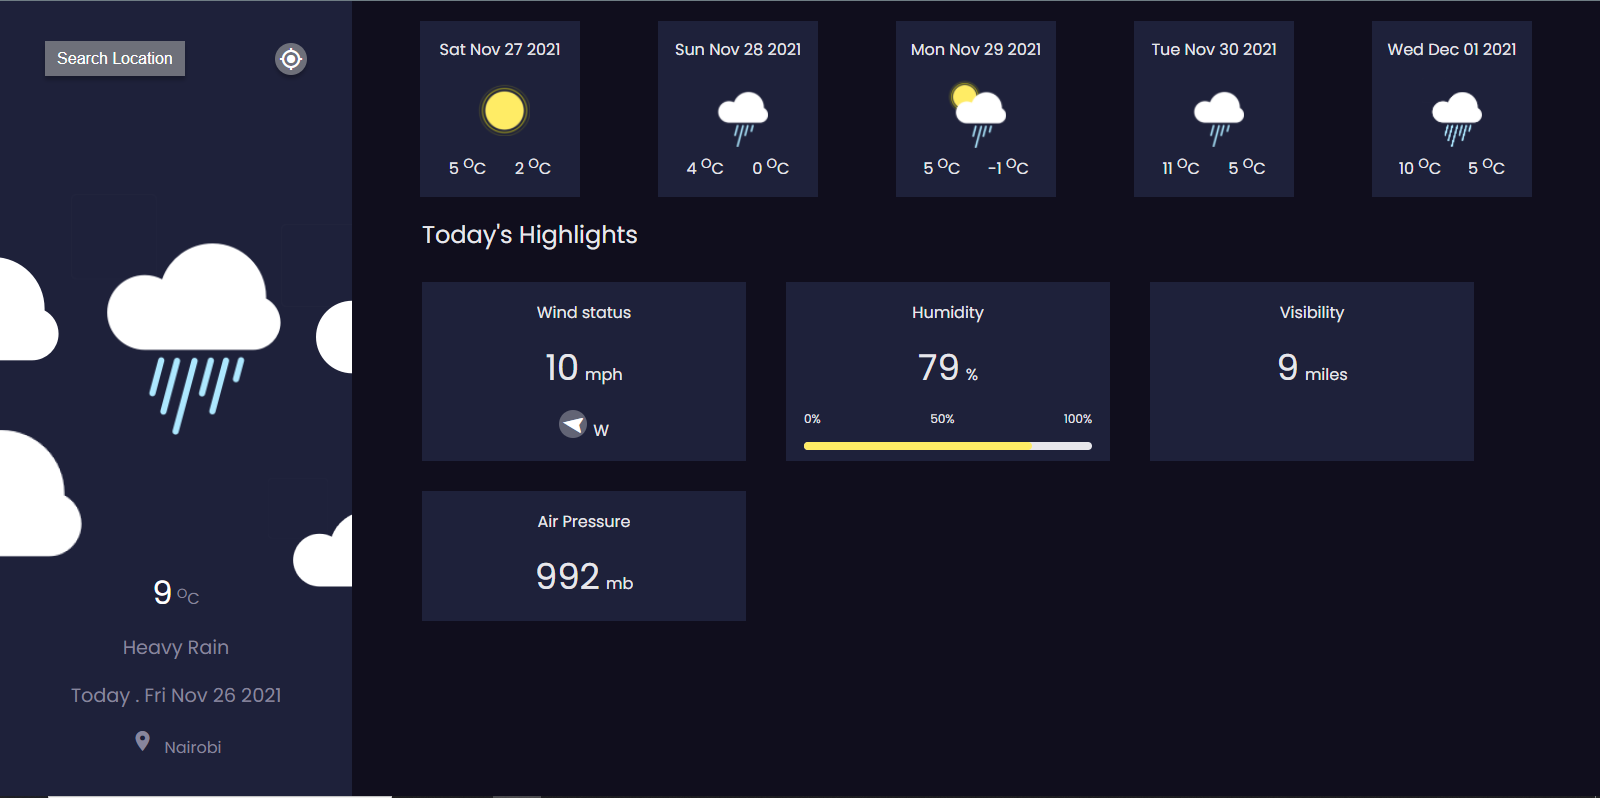 Search Location
9 °C
Heavy Rain
Today . Fri Nov 26 2021
Nairobi
Sat Nov 27 2021
5 °C 2 °C
Sun Nov 28 2021
4 °C 0 °C
Mon Nov 29 2021
5 °C -1 °C
Tue Nov 30 2021
11 °C 5 °C
Wed Dec 01 2021
10 °C 5 °C
Today's Highlights
Wind status
10 mph
W
Humidity
79 %
0% 50% 100%
Visibility
9 miles
Air Pressure
992 mb